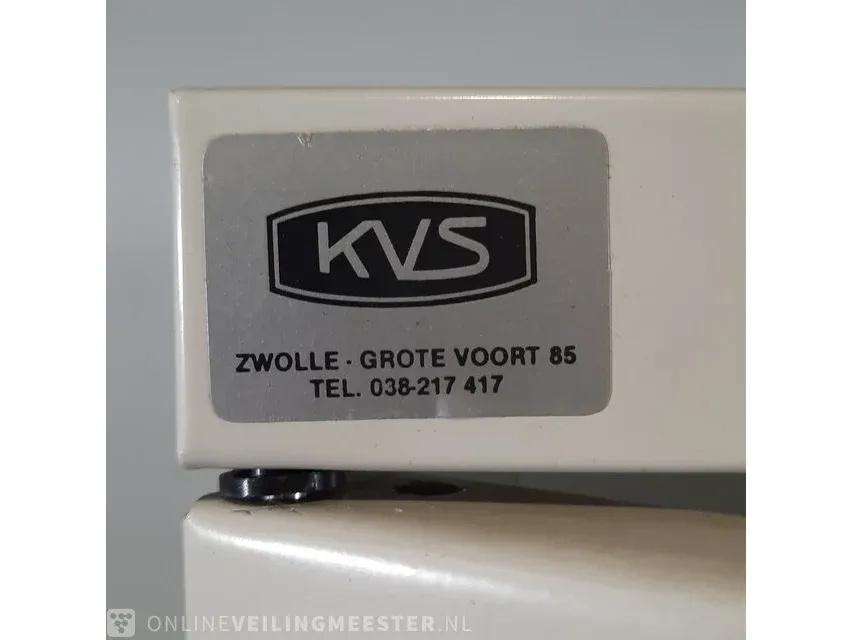 KVS
ZWOLLE - GROTE VOORT 85
TEL. 038-217 417
ONLINEVEILINGMEESTER.NL